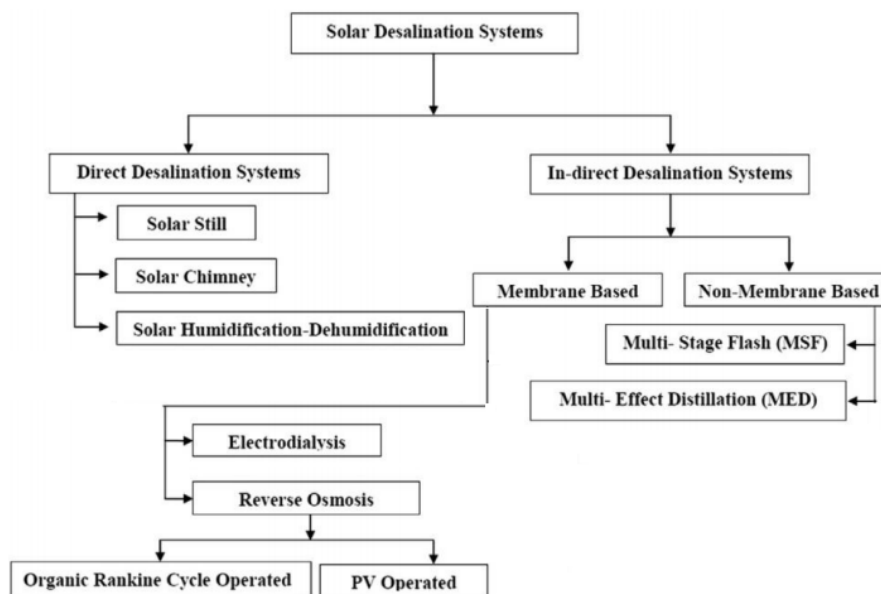 Solar Desalination Systems
Direct Desalination Systems
In-direct Desalination Systems
Solar Still
Solar Chimney
Membrane Based
Non-Membrane Based
Solar Humidification-Dehumidification
Multi- Stage Flash (MSF)
Multi- Effect Distillation (MED)
Electrodialysis
Reverse Osmosis
Organic Rankine Cycle Operated
PV Operated